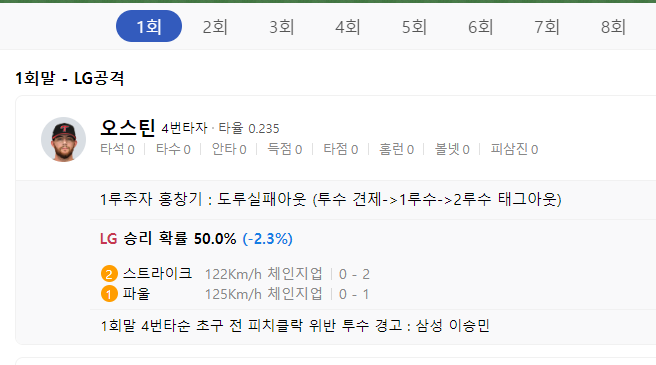 1회 2회 3회 4회 5회 6회 7회 8회
1회말 - LG공격
오스틴 4번타자 · 타율 0.235
타석 0 타수 0 안타 0 득점 0 타점 0 홈런 0 볼넷 0 피삼진 0
1루주자 홍창기 : 도루실패아웃 (투수 견제->1루수->2루수 태그아웃)
LG 승리 확률 50.0% (-2.3%)
2 스트라이크 122Km/h 체인지업 0 - 2
1 파울 125Km/h 체인지업 0 - 1
1회말 4번타순 초구 전 피치클락 위반 투수 경고 : 삼성 이승민